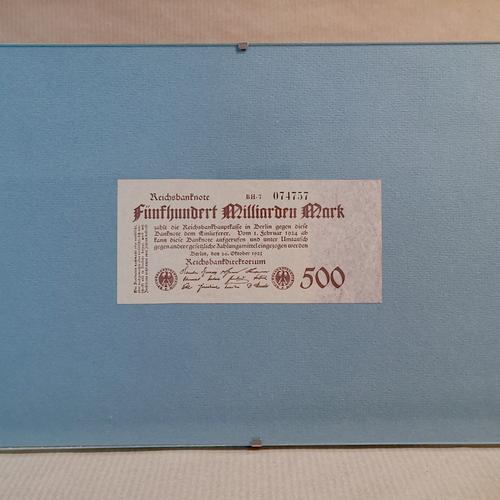 Reichsbanknote BH·7 074757
Fünfhundert Milliarden Mark
zahlt die Reichsbankhauptkasse in Berlin gegen diese
Banknote dem Einlieferer. Vom 1. Februar 1924 ab
kann diese Banknote aufgerufen und unter Umtausch
gegen andere gesetzliche Zahlungsmittel eingezogen werden
Berlin, den 26. Oktober 1923
Reichsbankdirektorium
500